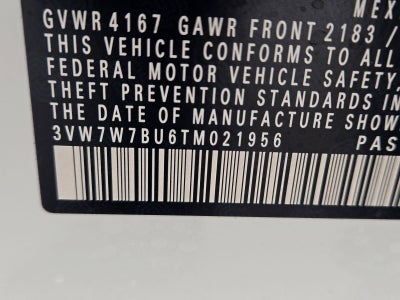 MEX
GVWR 4167 GAWR FRONT 2183 /
THIS VEHICLE CONFORMS TO ALL
FEDERAL MOTOR VEHICLE SAFETY,
THEFT PREVENTION STANDARDS IN
THE DATE OF MANUFACTURE SHOW
3VW7W7BU6TM021956 PAS